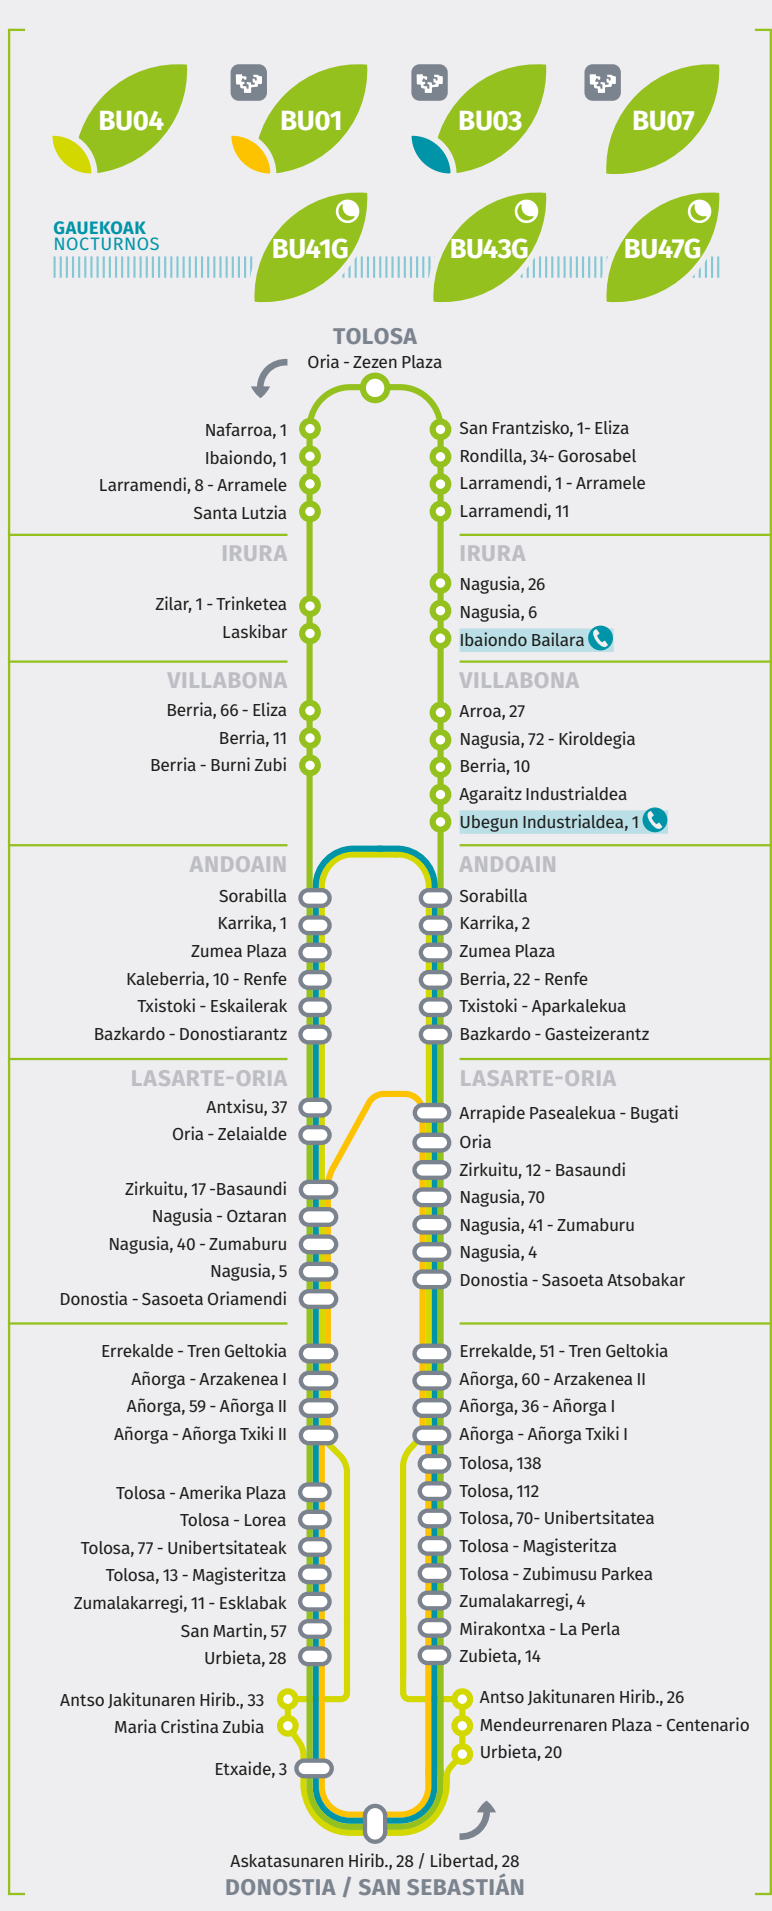 BU04
BU01
BU03
BU07
GAUEKOAK
NOCTURNOS
BU41G
BU43G
BU47G
TOLOSA
Oria - Zezen Plaza
Nafarroa, 1
Ibaiondo, 1
Larramendi, 8 - Arramele
Santa Lutzia
San Frantzisko, 1- Eliza
Rondilla, 34- Gorosabel
Larramendi, 1 - Arramele
Larramendi, 11
IRURA
Zilar, 1 - Trinketea
Laskibar
IRURA
Nagusia, 26
Nagusia, 6
Ibaiondo Bailara
VILLABONA
Berria, 66 - Eliza
Berria, 11
Berria - Burni Zubi
VILLABONA
Arroa, 27
Nagusia, 72 - Kiroldegia
Berria, 10
Agaraitz Industrialdea
Ubegun Industrialdea, 1
ANDOAIN
Sorabilla
Karrika, 1
Zumea Plaza
Kaleberria, 10 - Renfe
Txistoki - Eskailerak
Bazkardo - Donostiarantz
ANDOAIN
Sorabilla
Karrika, 2
Zumea Plaza
Berria, 22 - Renfe
Txistoki - Aparkalekua
Bazkardo - Gasteizerantz
LASARTE-ORIA
Antxisu, 37
Oria - Zelaialde
Zirkuitu, 17 -Basaundi
Nagusia - Oztaran
Nagusia, 40 - Zumaburu
Nagusia, 5
Donostia - Sasoeta Oriamendi
LASARTE-ORIA
Arrapide Pasealekua - Bugati
Oria
Zirkuitu, 12 - Basaundi
Nagusia, 70
Nagusia, 41 - Zumaburu
Nagusia, 4
Donostia - Sasoeta Atsobakar
Errekalde - Tren Geltokia
Añorga - Arzakenea I
Añorga, 59 - Añorga II
Añorga - Añorga Txiki II
Tolosa - Amerika Plaza
Tolosa - Lorea
Tolosa, 77 - Unibertsitateak
Tolosa, 13 - Magisteritza
Zumalakarregi, 11 - Esklabak
San Martin, 57
Urbieta, 28
Antso Jakitunaren Hirib., 33
Maria Cristina Zubia
Etxaide, 3
Errekalde, 51 - Tren Geltokia
Añorga, 60 - Arzakenea II
Añorga, 36 - Añorga I
Añorga - Añorga Txiki I
Tolosa, 138
Tolosa, 112
Tolosa, 70- Unibertsitatea
Tolosa - Magisteritza
Tolosa - Zubimusu Parkea
Zumalakarregi, 4
Mirakontxa - La Perla
Zubieta, 14
Antso Jakitunaren Hirib., 26
Mendeurrenaren Plaza - Centenario
Urbieta, 20
Askatasunaren Hirib., 28 / Libertad, 28
DONOSTIA / SAN SEBASTIÁN